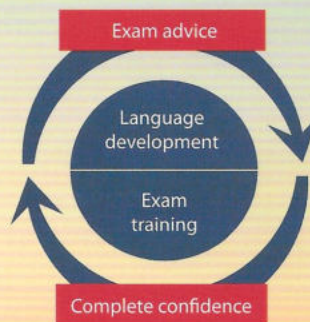 Exam advice
Language
development
Exam
training
Complete confidence